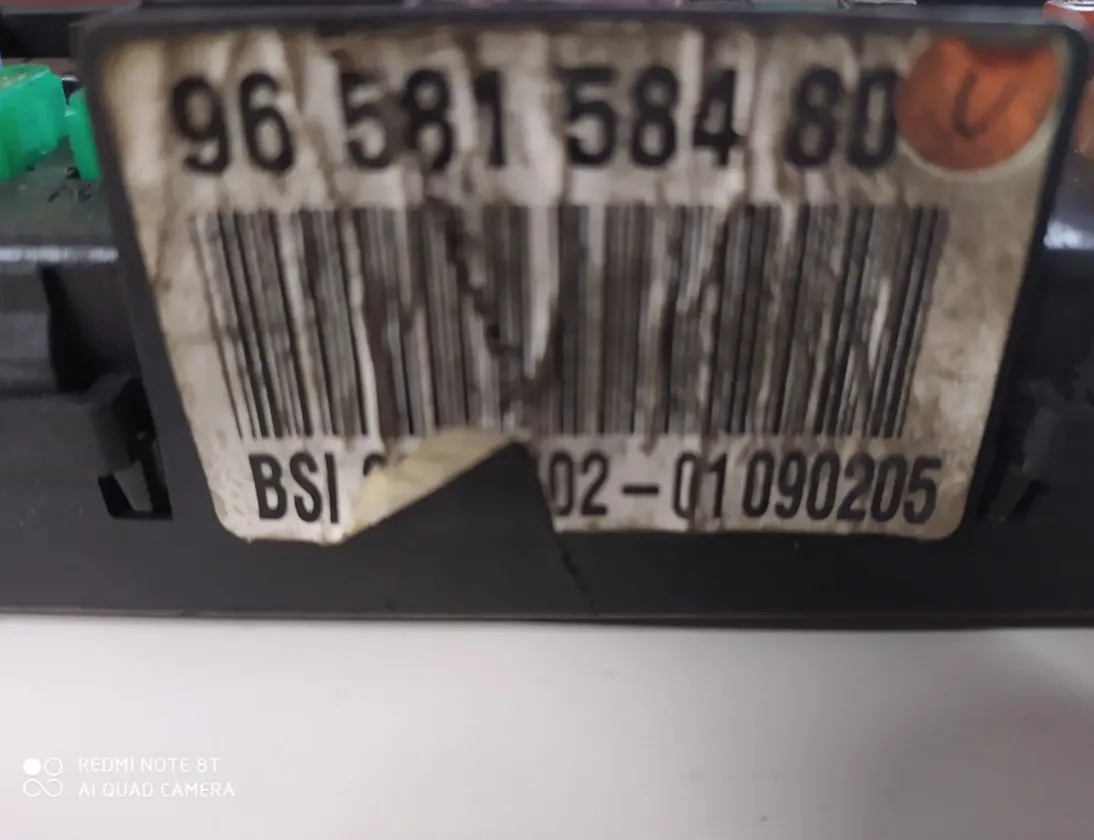 96 581 584 80
U
BSI 02-01 090205
REDMI NOTE 8T
AI QUAD CAMERA